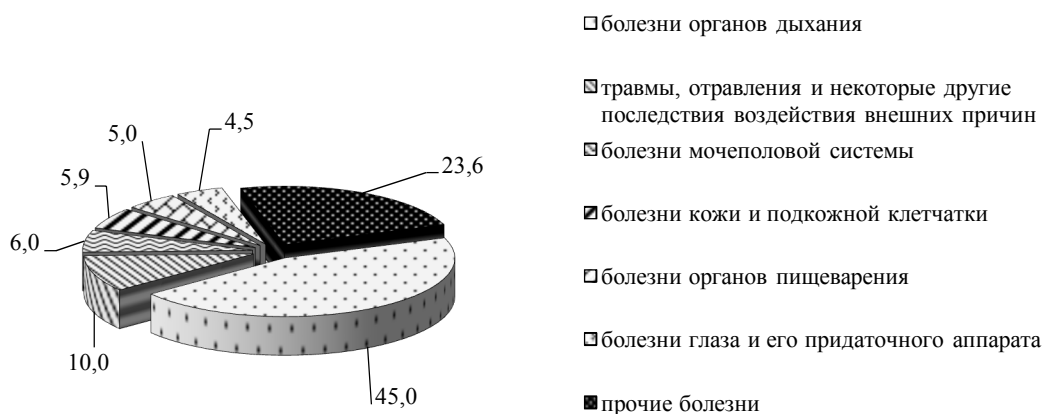 4,5
5,0
5,9
6,0
10,0
45,0
23,6
болезни органов дыхания
травмы, отравления и некоторые другие
последствия воздействия внешних причин
болезни мочеполовой системы
болезни кожи и подкожной клетчатки
болезни органов пищеварения
болезни глаза и его придаточного аппарата
прочие болезни